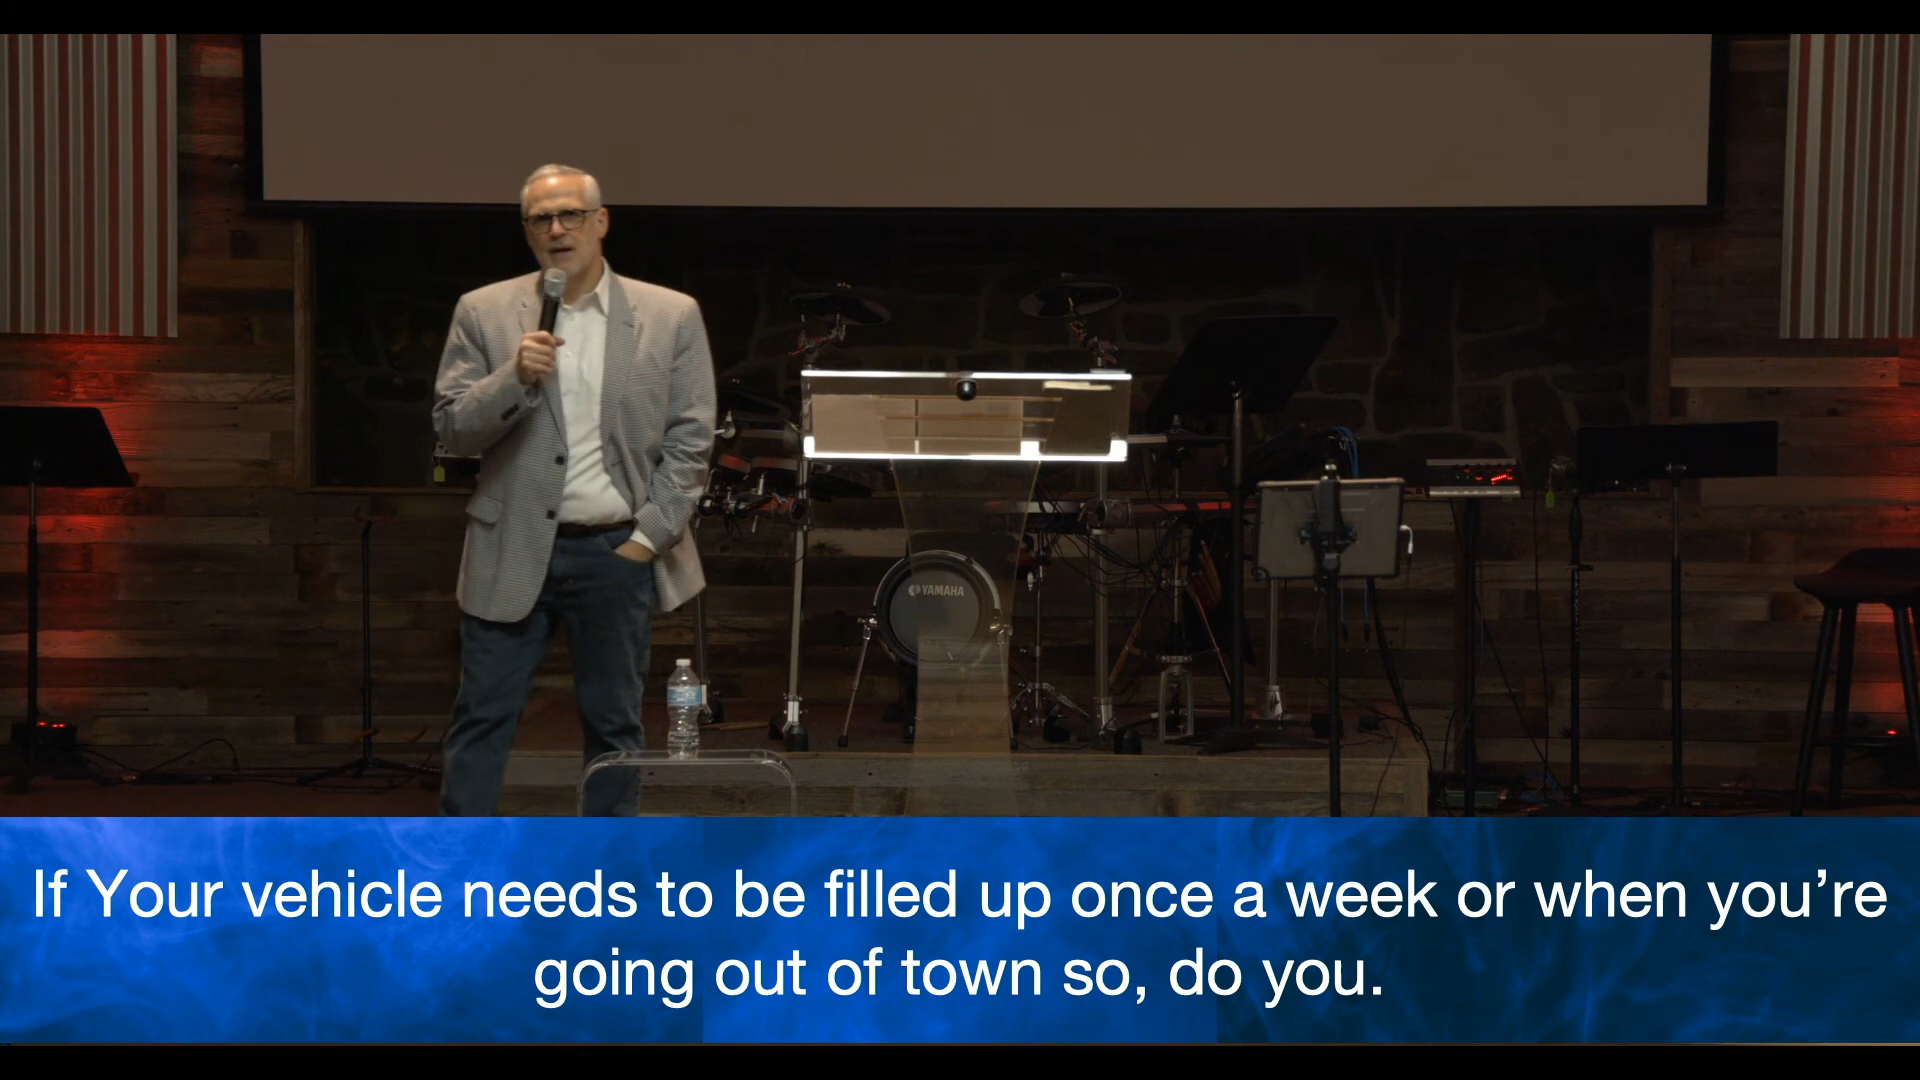 YAMAHA
If Your vehicle needs to be filled up once a week or when you’re
going out of town so, do you.